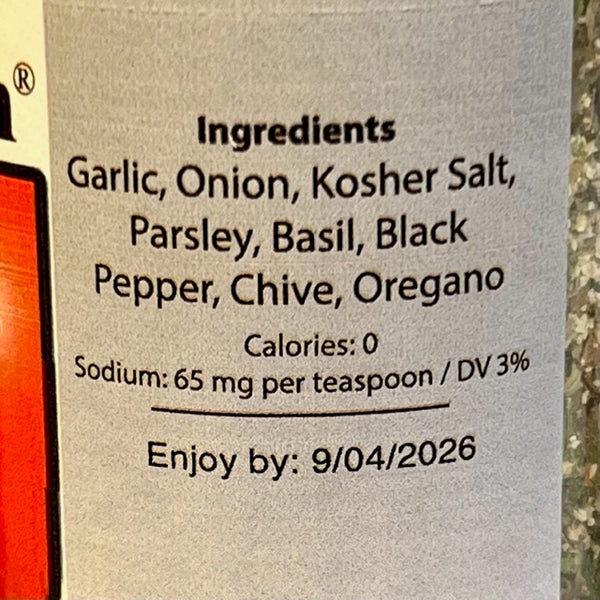 ®
Ingredients
Garlic, Onion, Kosher Salt,
Parsley, Basil, Black
Pepper, Chive, Oregano
Calories: 0
Sodium: 65 mg per teaspoon / DV 3%
Enjoy by: 9/04/2026